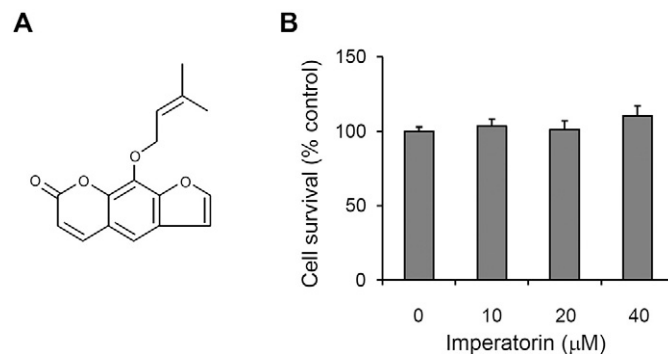 A
O
O
O
O
B
Cell survival (% control)
150
100
50
0
0 10 20 40
Imperatorin (µM)